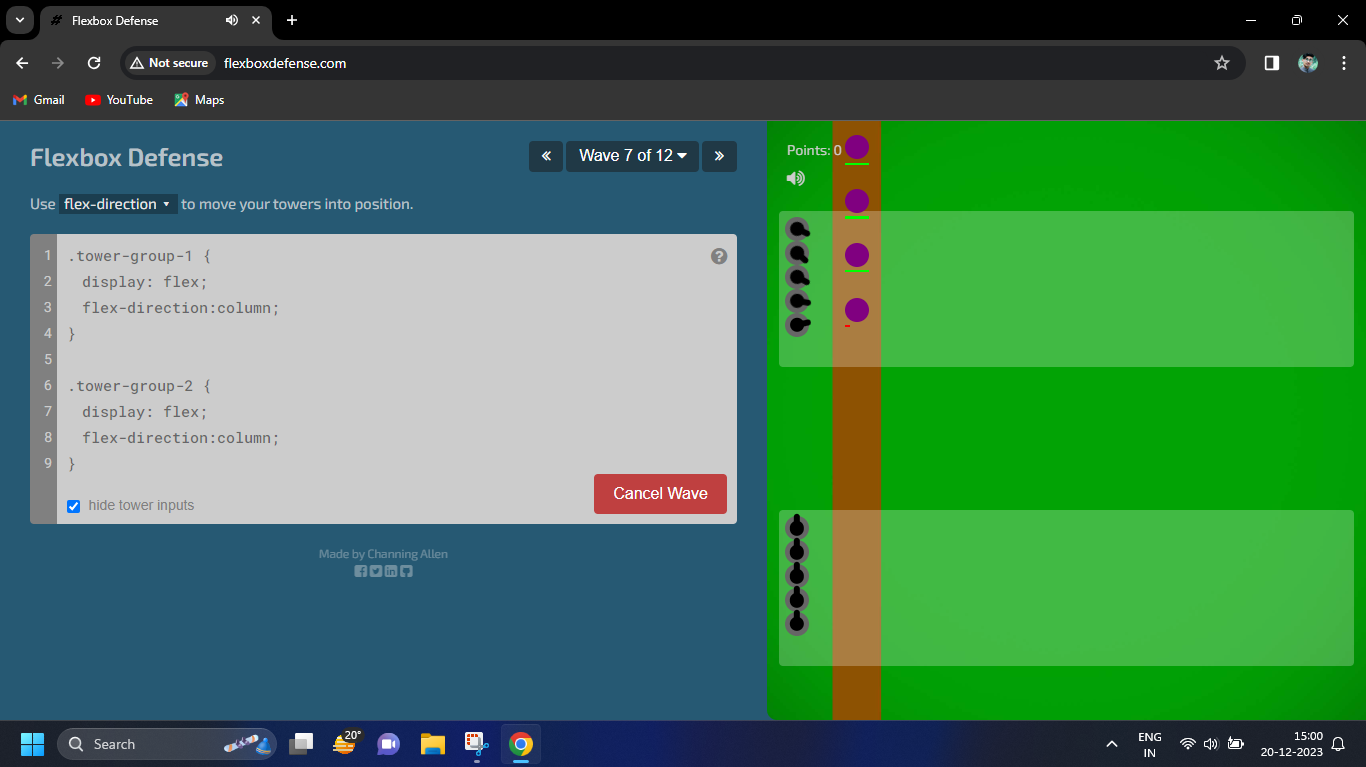 Flexbox Defense
Not secure
flexboxdefense.com
Gmail
YouTube
Maps
Flexbox Defense
«
Wave 7 of 12
»
Use flex-direction to move your towers into position.
1 .tower-group-1 {
2 display: flex;
3 flex-direction:column;
4 }
5
6 .tower-group-2 {
7 display: flex;
8 flex-direction:column;
9 }
?
hide tower inputs
Cancel Wave
Made by Channing Allen
Points: 0
Search
20°
ENG
IN
15:00
20-12-2023